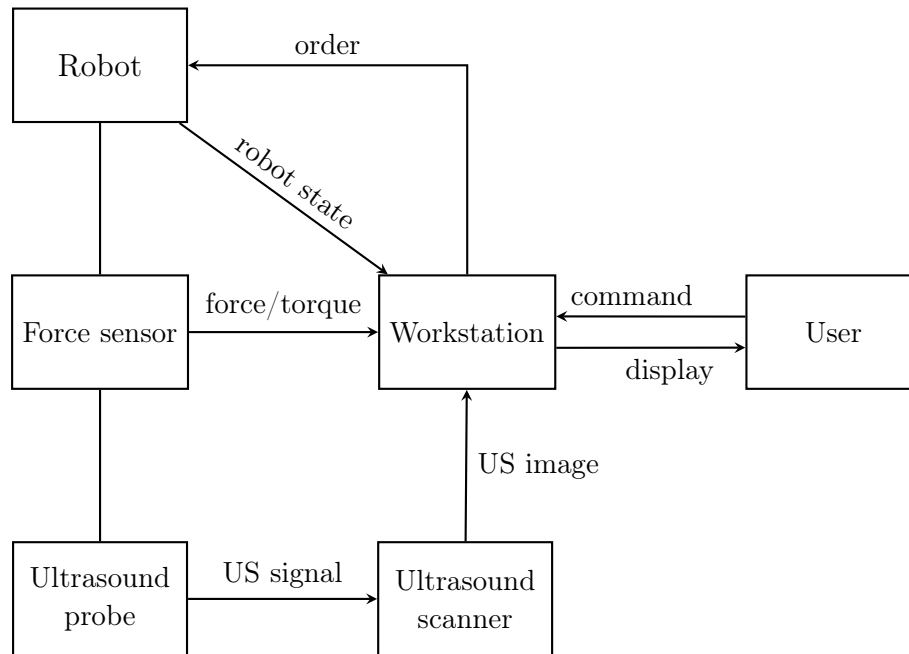 order
Robot
robot state
force/torque
command
Force sensor
Workstation
User
display
US image
US signal
Ultrasound
probe
Ultrasound
scanner